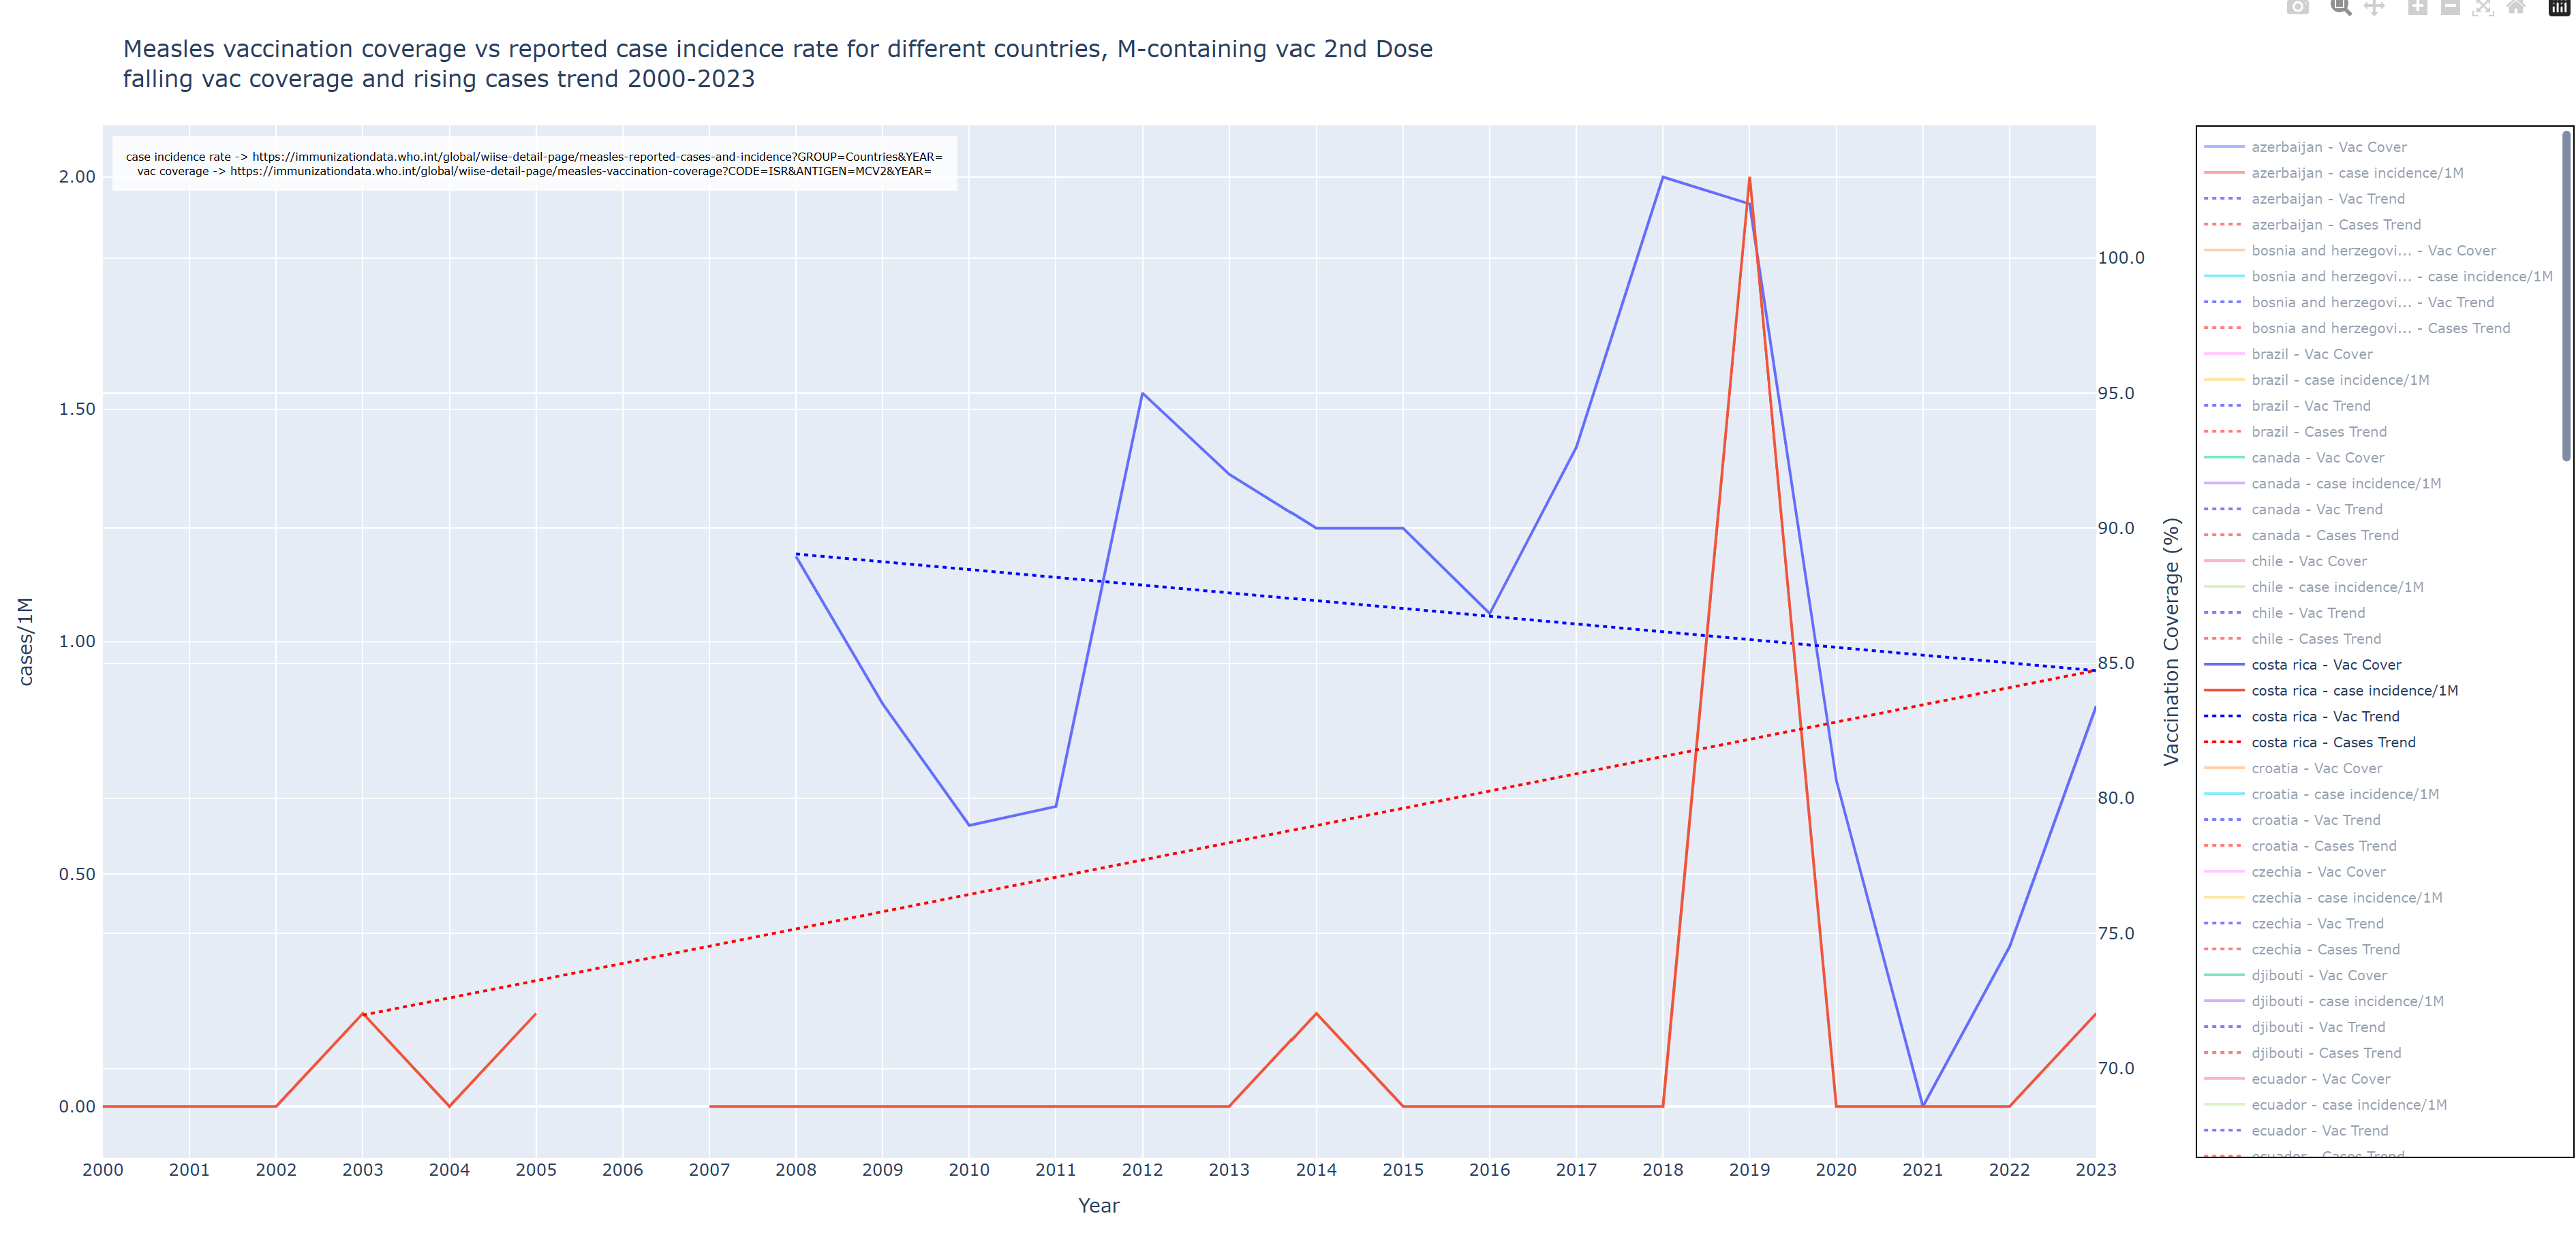 Measles vaccination coverage vs reported case incidence rate for different countries, M-containing vac 2nd Dose
falling vac coverage and rising cases trend 2000-2023
case incidence rate -> https://immunizationdata.who.int/global/wiise-detail-page/measles-reported-cases-and-incidence?GROUP=Countries&YEAR=
vac coverage -> https://immunizationdata.who.int/global/wiise-detail-page/measles-vaccination-coverage?CODE=ISR&ANTIGEN=MCV2&YEAR=
cases/1M
2.00
1.50
1.00
0.50
0.00
2000 2001 2002 2003 2004 2005 2006 2007 2008 2009 2010 2011 2012 2013 2014 2015 2016 2017 2018 2019 2020 2021 2022 2023
Year
100.0
95.0
90.0
85.0
80.0
75.0
70.0
Vaccination Coverage (%)
azerbaijan - Vac Cover
azerbaijan - case incidence/1M
azerbaijan - Vac Trend
azerbaijan - Cases Trend
bosnia and herzegovi... - Vac Cover
bosnia and herzegovi... - case incidence/1M
bosnia and herzegovi... - Vac Trend
bosnia and herzegovi... - Cases Trend
brazil - Vac Cover
brazil - case incidence/1M
brazil - Vac Trend
brazil - Cases Trend
canada - Vac Cover
canada - case incidence/1M
canada - Vac Trend
canada - Cases Trend
chile - Vac Cover
chile - case incidence/1M
chile - Vac Trend
chile - Cases Trend
costa rica - Vac Cover
costa rica - case incidence/1M
costa rica - Vac Trend
costa rica - Cases Trend
croatia - Vac Cover
croatia - case incidence/1M
croatia - Vac Trend
croatia - Cases Trend
czechia - Vac Cover
czechia - case incidence/1M
czechia - Vac Trend
czechia - Cases Trend
djibouti - Vac Cover
djibouti - case incidence/1M
djibouti - Vac Trend
djibouti - Cases Trend
ecuador - Vac Cover
ecuador - case incidence/1M
ecuador - Vac Trend
ecuador - Cases Trend